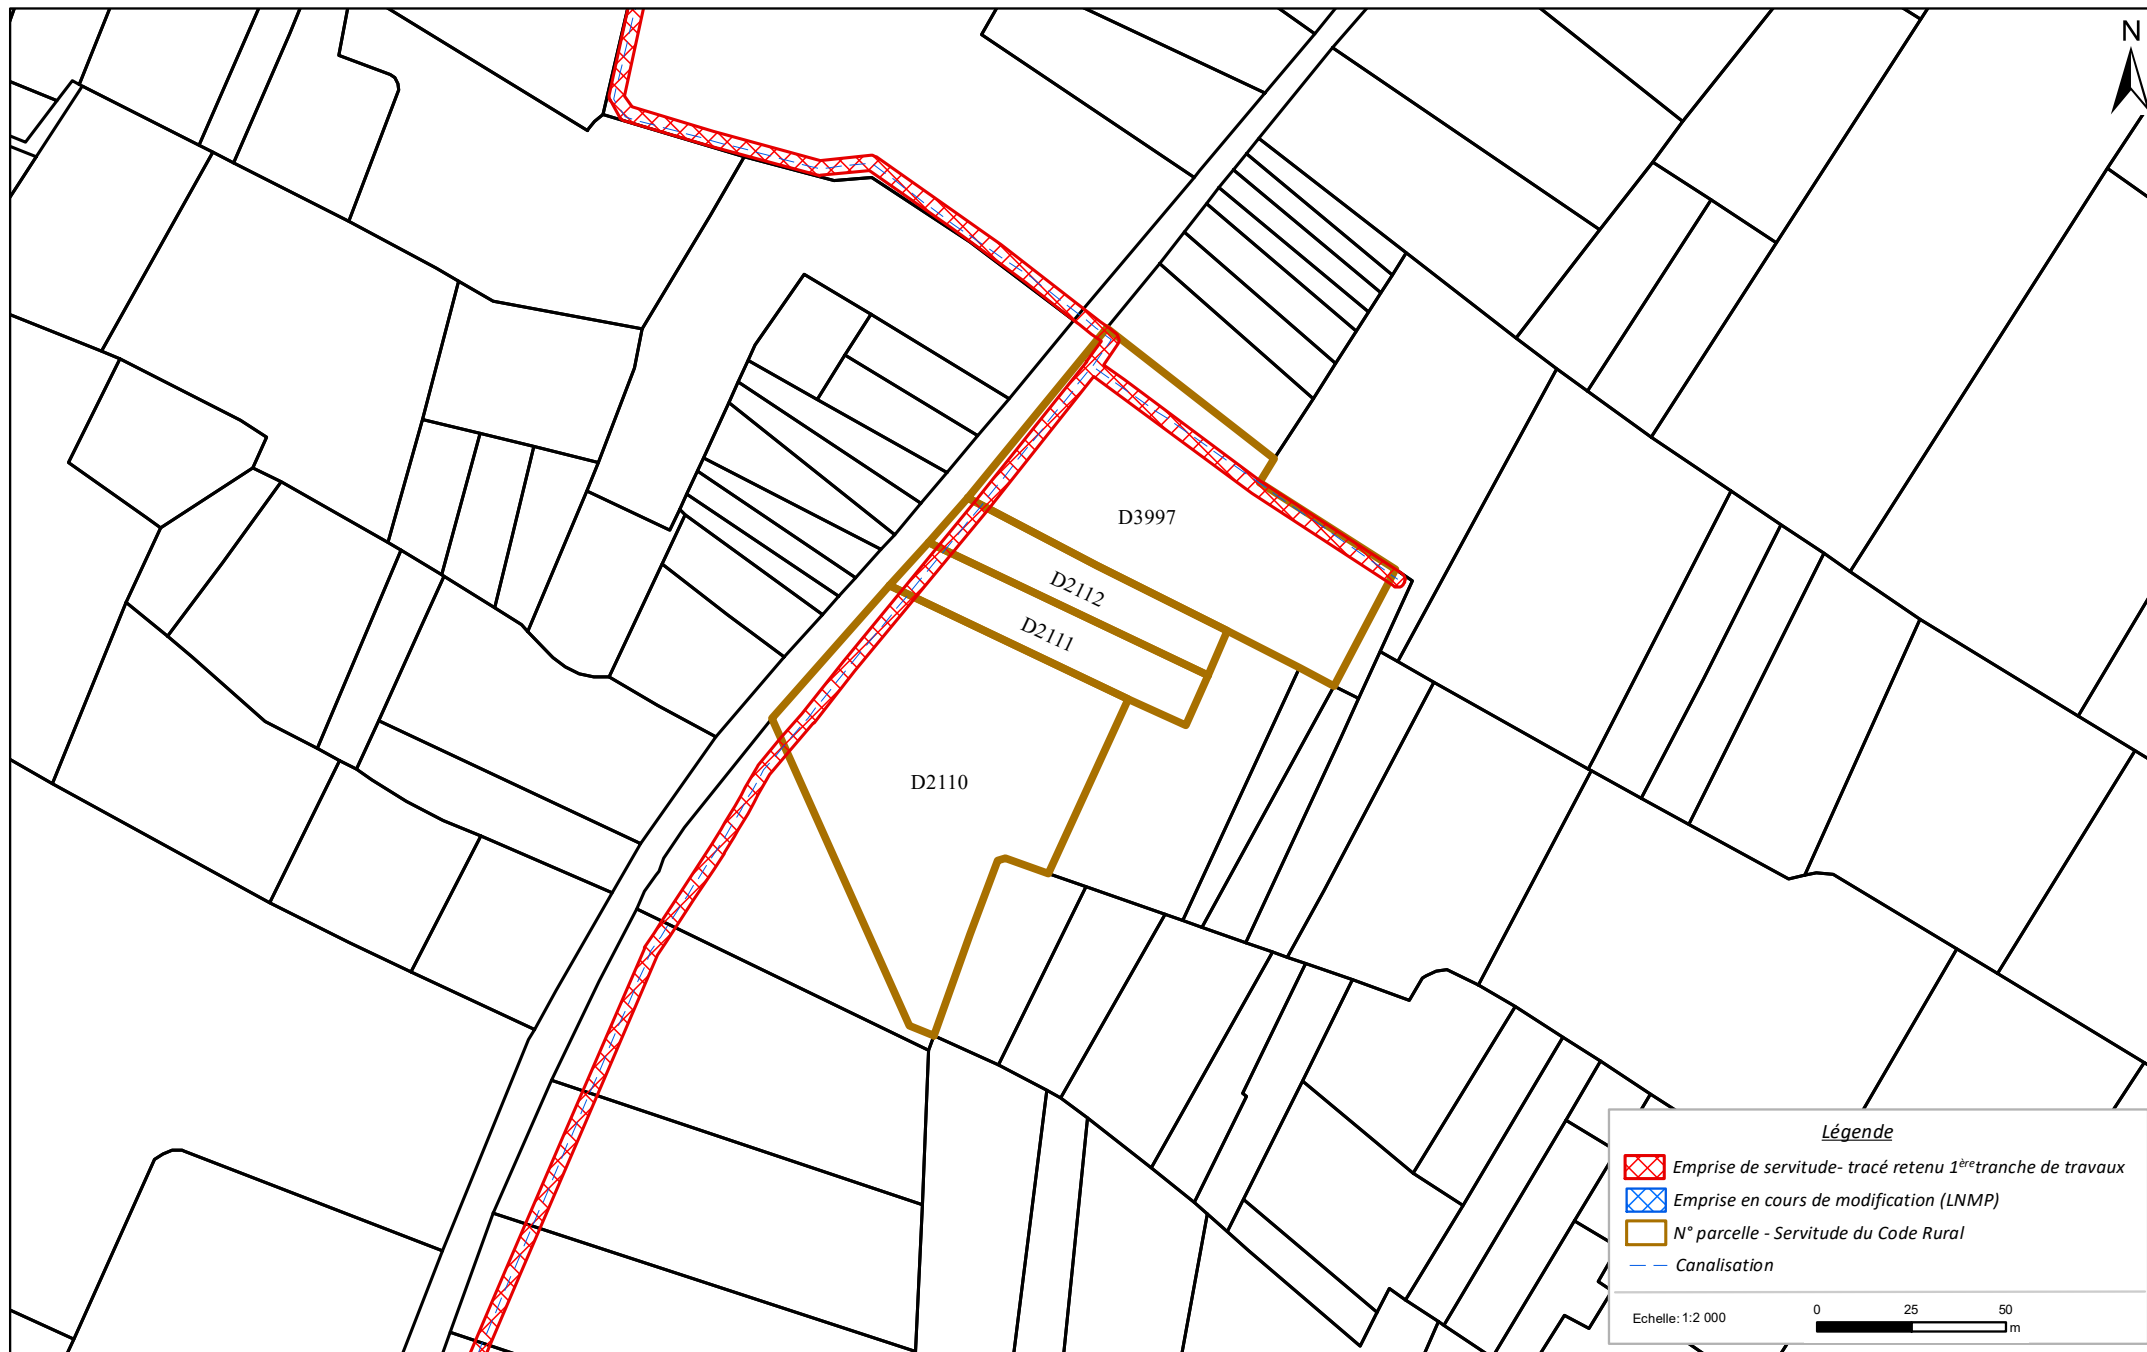 N
D3997
D2112
D2111
D2110
Légende
Emprise de servitude- tracé retenu 1ère tranche de travaux
Emprise en cours de modification (LNMP)
N° parcelle - Servitude du Code Rural
Canalisation
Echelle: 1:2 000
0 25 50
m